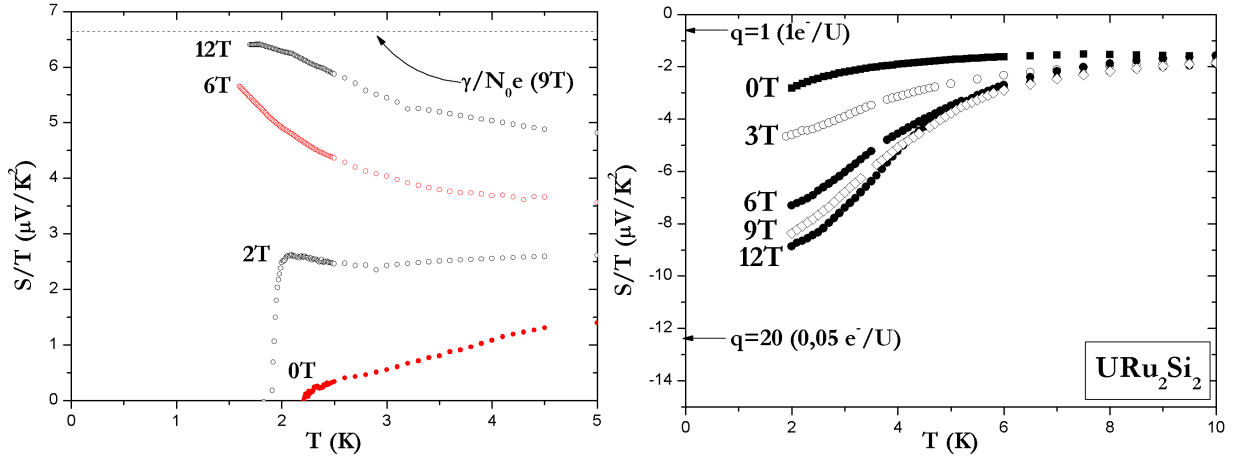 S/T (µV/K²)
7
6
5
4
3
2
1
0
12T
6T
2T
0T
γ/N₀e (9T)
0
1
2
3
4
5
T (K)
S/T (µV/K²)
-0
-2
-4
-6
-8
-10
-12
-14
q=1 (1e⁻/U)
0T
3T
6T
9T
12T
q=20 (0,05 e⁻/U)
URu₂Si₂
0
2
4
6
8
10
T (K)